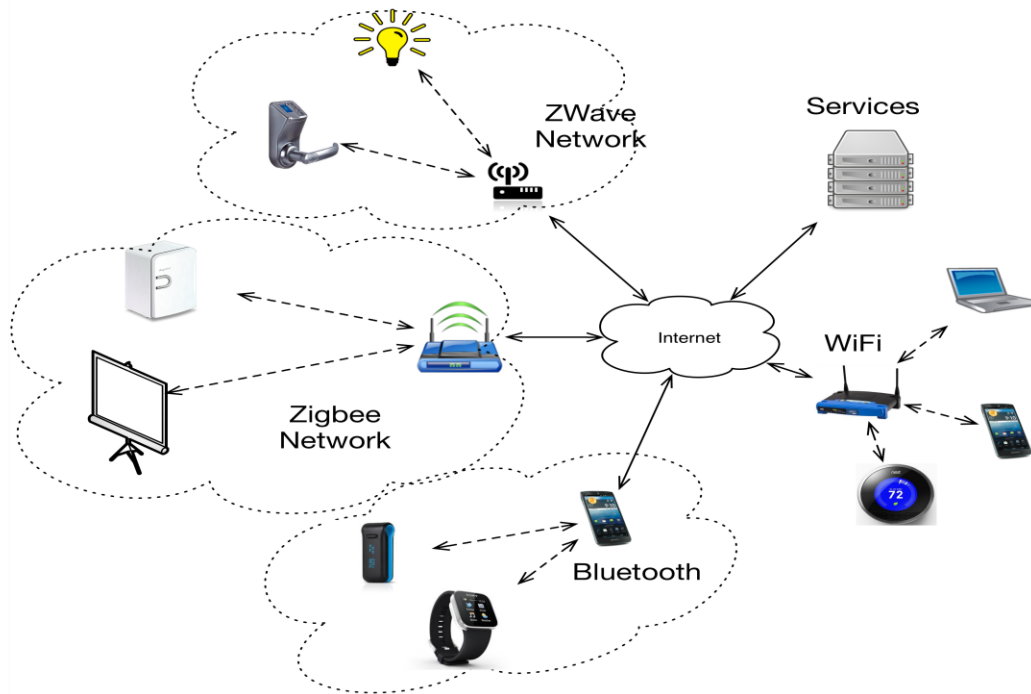 ZWave
Network
Services
Internet
WiFi
Zigbee
Network
72
Bluetooth